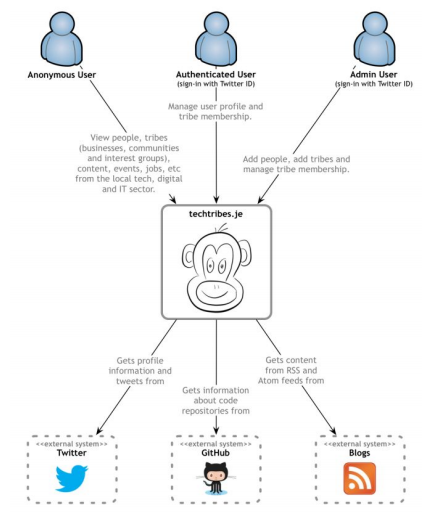 Anonymous User
Authenticated User
(sign-in with Twitter ID)
Admin User
(sign-in with Twitter ID)
Manage user profile and
tribe membership.
View people, tribes
(businesses, communities
and interest groups),
content, events, jobs, etc
from the local tech, digital
and IT sector.
Add people, add tribes and
manage tribe membership.
techtribes.je
Gets profile
information and
tweets from
Gets information
about code
repositories from
Gets content
from RSS and
Atom feeds from
<<external system>>
Twitter
<<external system>>
GitHub
<<external system>>
Blogs